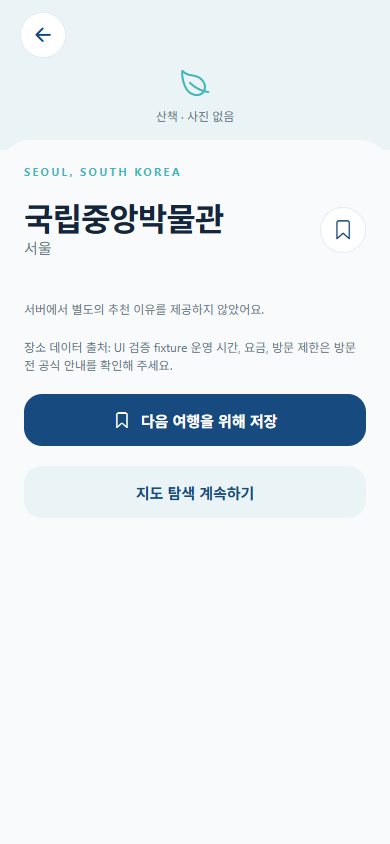 산책 · 사진 없음
SEOUL, SOUTH KOREA
국립중앙박물관
서울
서버에서 별도의 추천 이유를 제공하지 않았어요.
장소 데이터 출처: UI 검증 fixture 운영 시간, 요금, 방문 제한은 방문
전 공식 안내를 확인해 주세요.
다음 여행을 위해 저장
지도 탐색 계속하기